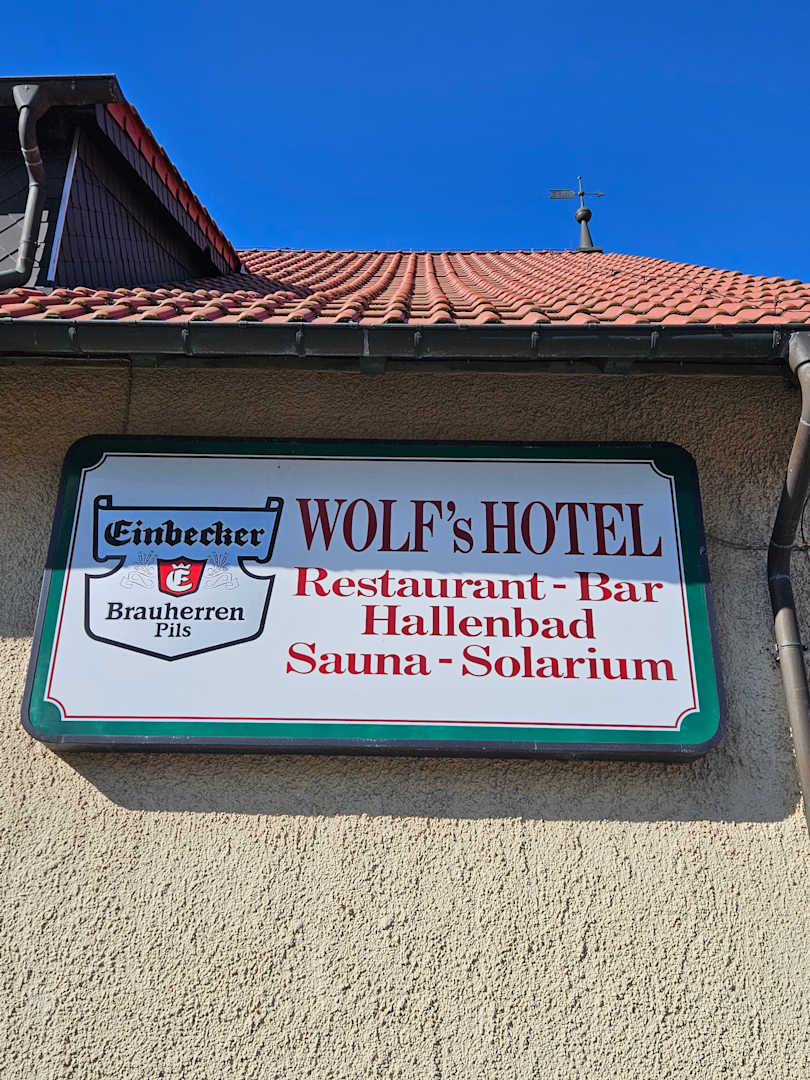 Einbecker
E
Brauherren
Pils
WOLF's HOTEL
Restaurant - Bar
Hallenbad
Sauna - Solarium